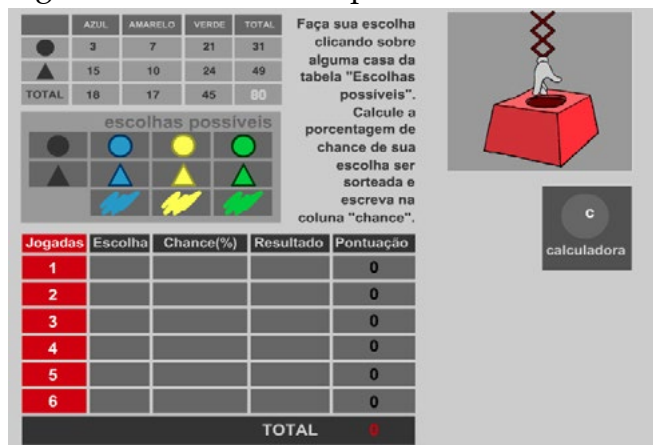 AZUL AMARELO VERDE TOTAL
3 7 21 31
15 10 24 49
TOTAL 18 17 45 80
Faça sua escolha
clicando sobre
alguma casa da
tabela "Escolhas
possíveis".
Calcule a
porcentagem de
chance de sua
escolha ser
sorteada e
escreva na
coluna "chance".
escolhas possíveis
C
calculadora
Jogadas Escolha Chance(%) Resultado Pontuação
1 0
2 0
3 0
4 0
5 0
6 0
TOTAL 0